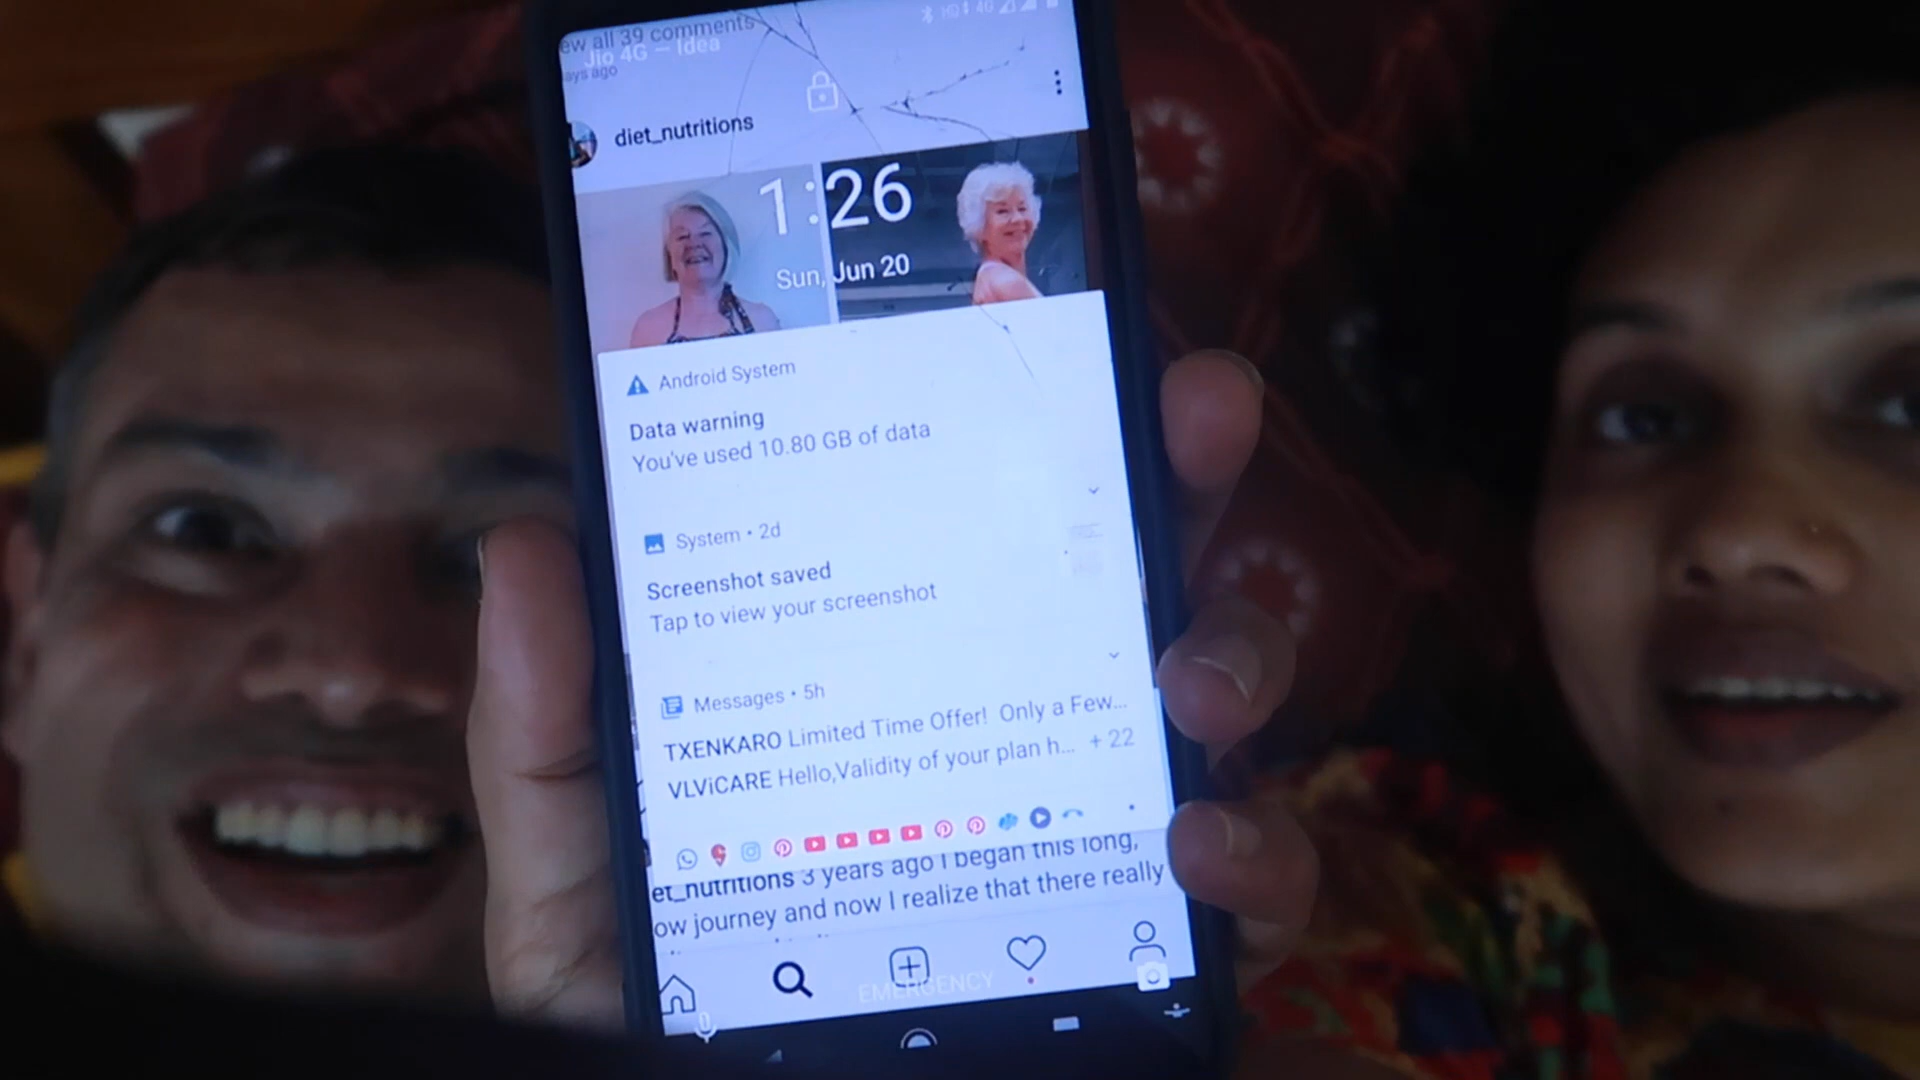 ew all 39 comments
Jio 4G — Idea
ays ago
HD 4G
diet_nutritions
1:26
Sun, Jun 20
Android System
Data warning
You've used 10.80 GB of data
System • 2d
Screenshot saved
Tap to view your screenshot
Messages • 5h
TXENKARO Limited Time Offer! Only a Few...
VLViCARE Hello,Validity of your plan h... + 22
et_nutritions 3 years ago I began this long,
ow journey and now I realize that there really
EMERGENCY